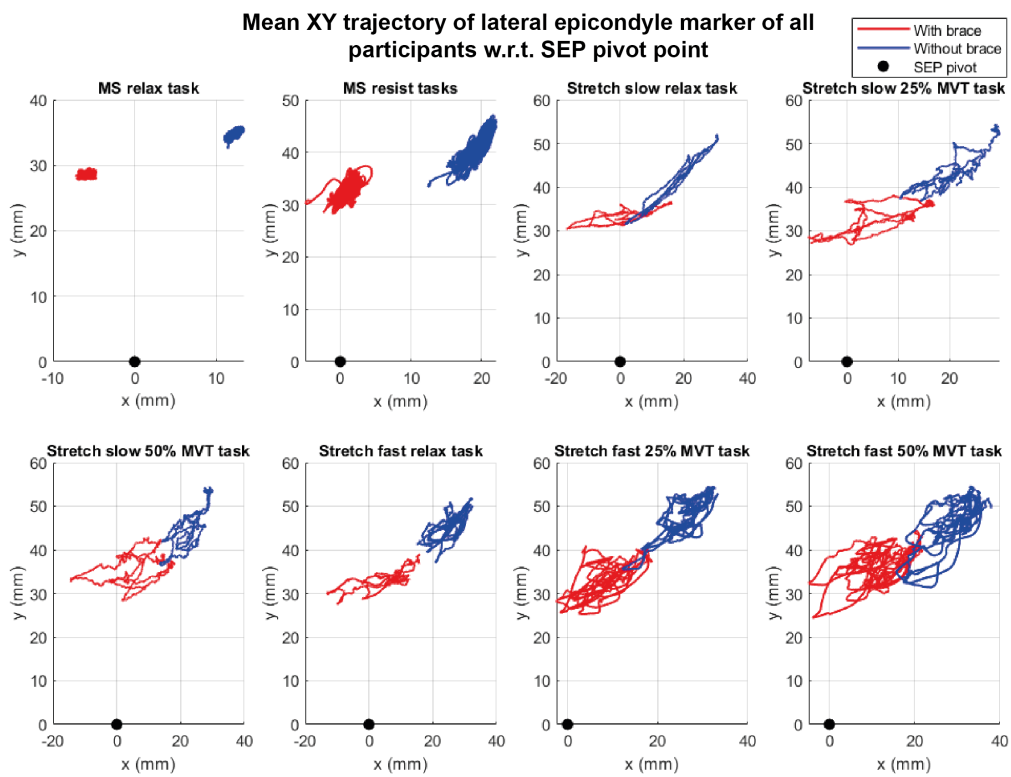 Mean XY trajectory of lateral epicondyle marker of all
participants w.r.t. SEP pivot point
With brace
Without brace
SEP pivot
MS relax task
40
30
20
10
0
y (mm)
-10
0
10
x (mm)
MS resist tasks
50
40
30
20
10
0
y (mm)
0
10
20
x (mm)
Stretch slow relax task
60
50
40
30
20
10
0
y (mm)
-20
0
20
40
x (mm)
Stretch slow 25% MVT task
60
50
40
30
20
10
0
y (mm)
0
10
20
x (mm)
Stretch slow 50% MVT task
60
50
40
30
20
10
0
y (mm)
-20
0
20
40
x (mm)
Stretch fast relax task
60
50
40
30
20
10
0
y (mm)
-20
0
20
40
x (mm)
Stretch fast 25% MVT task
60
50
40
30
20
10
0
y (mm)
0
20
40
x (mm)
Stretch fast 50% MVT task
60
50
40
30
20
10
0
y (mm)
0
20
40
x (mm)